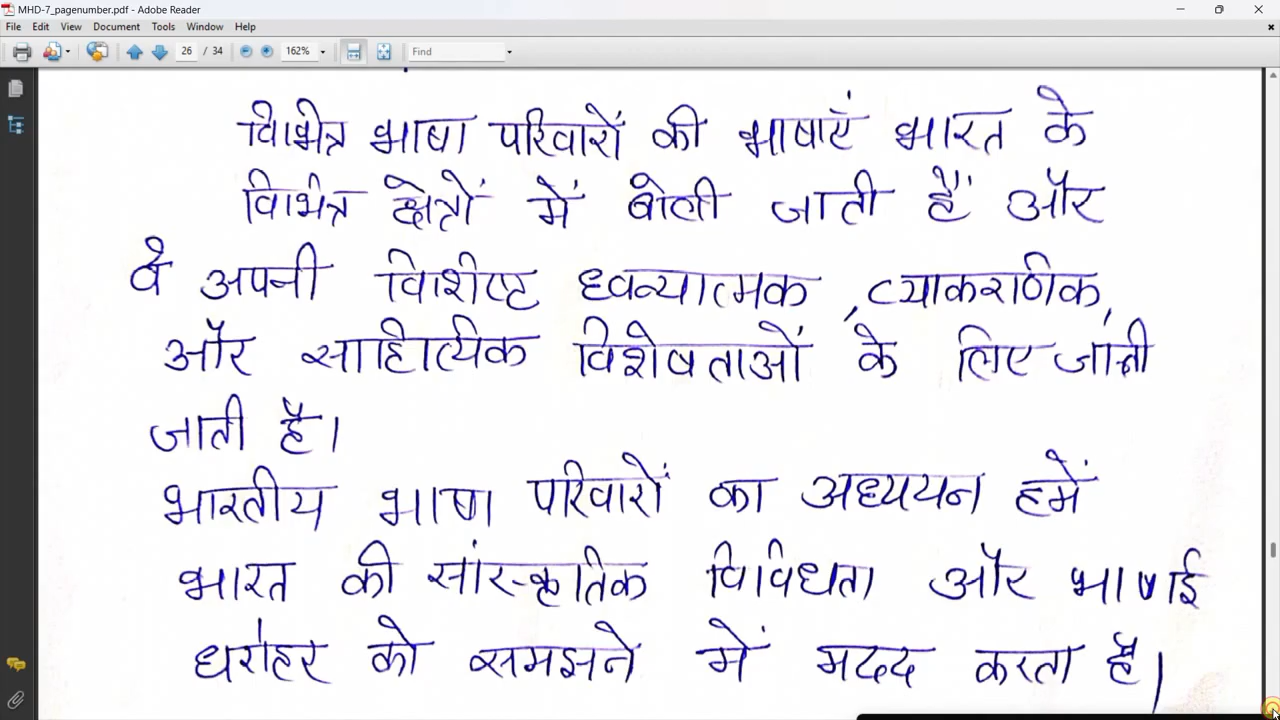 MHD-7_pagenumber.pdf - Adobe Reader
File Edit View Document Tools Window Help
26 / 34 162% Find
विभिन्न भाषा परिवारों की भाषाएँ भारत के
विभिन्न क्षेत्रों में बोली जाती हैं और
वे अपनी विशिष्ट ध्वन्यात्मक, व्याकरणिक,
और साहित्यिक विशेषताओं के लिए जानी
जाती है।
भारतीय भाषा परिवारों का अध्ययन हमें
भारत की सांस्कृतिक विविधता और भाषाई
धरोहर को समझने में मदद करता है।